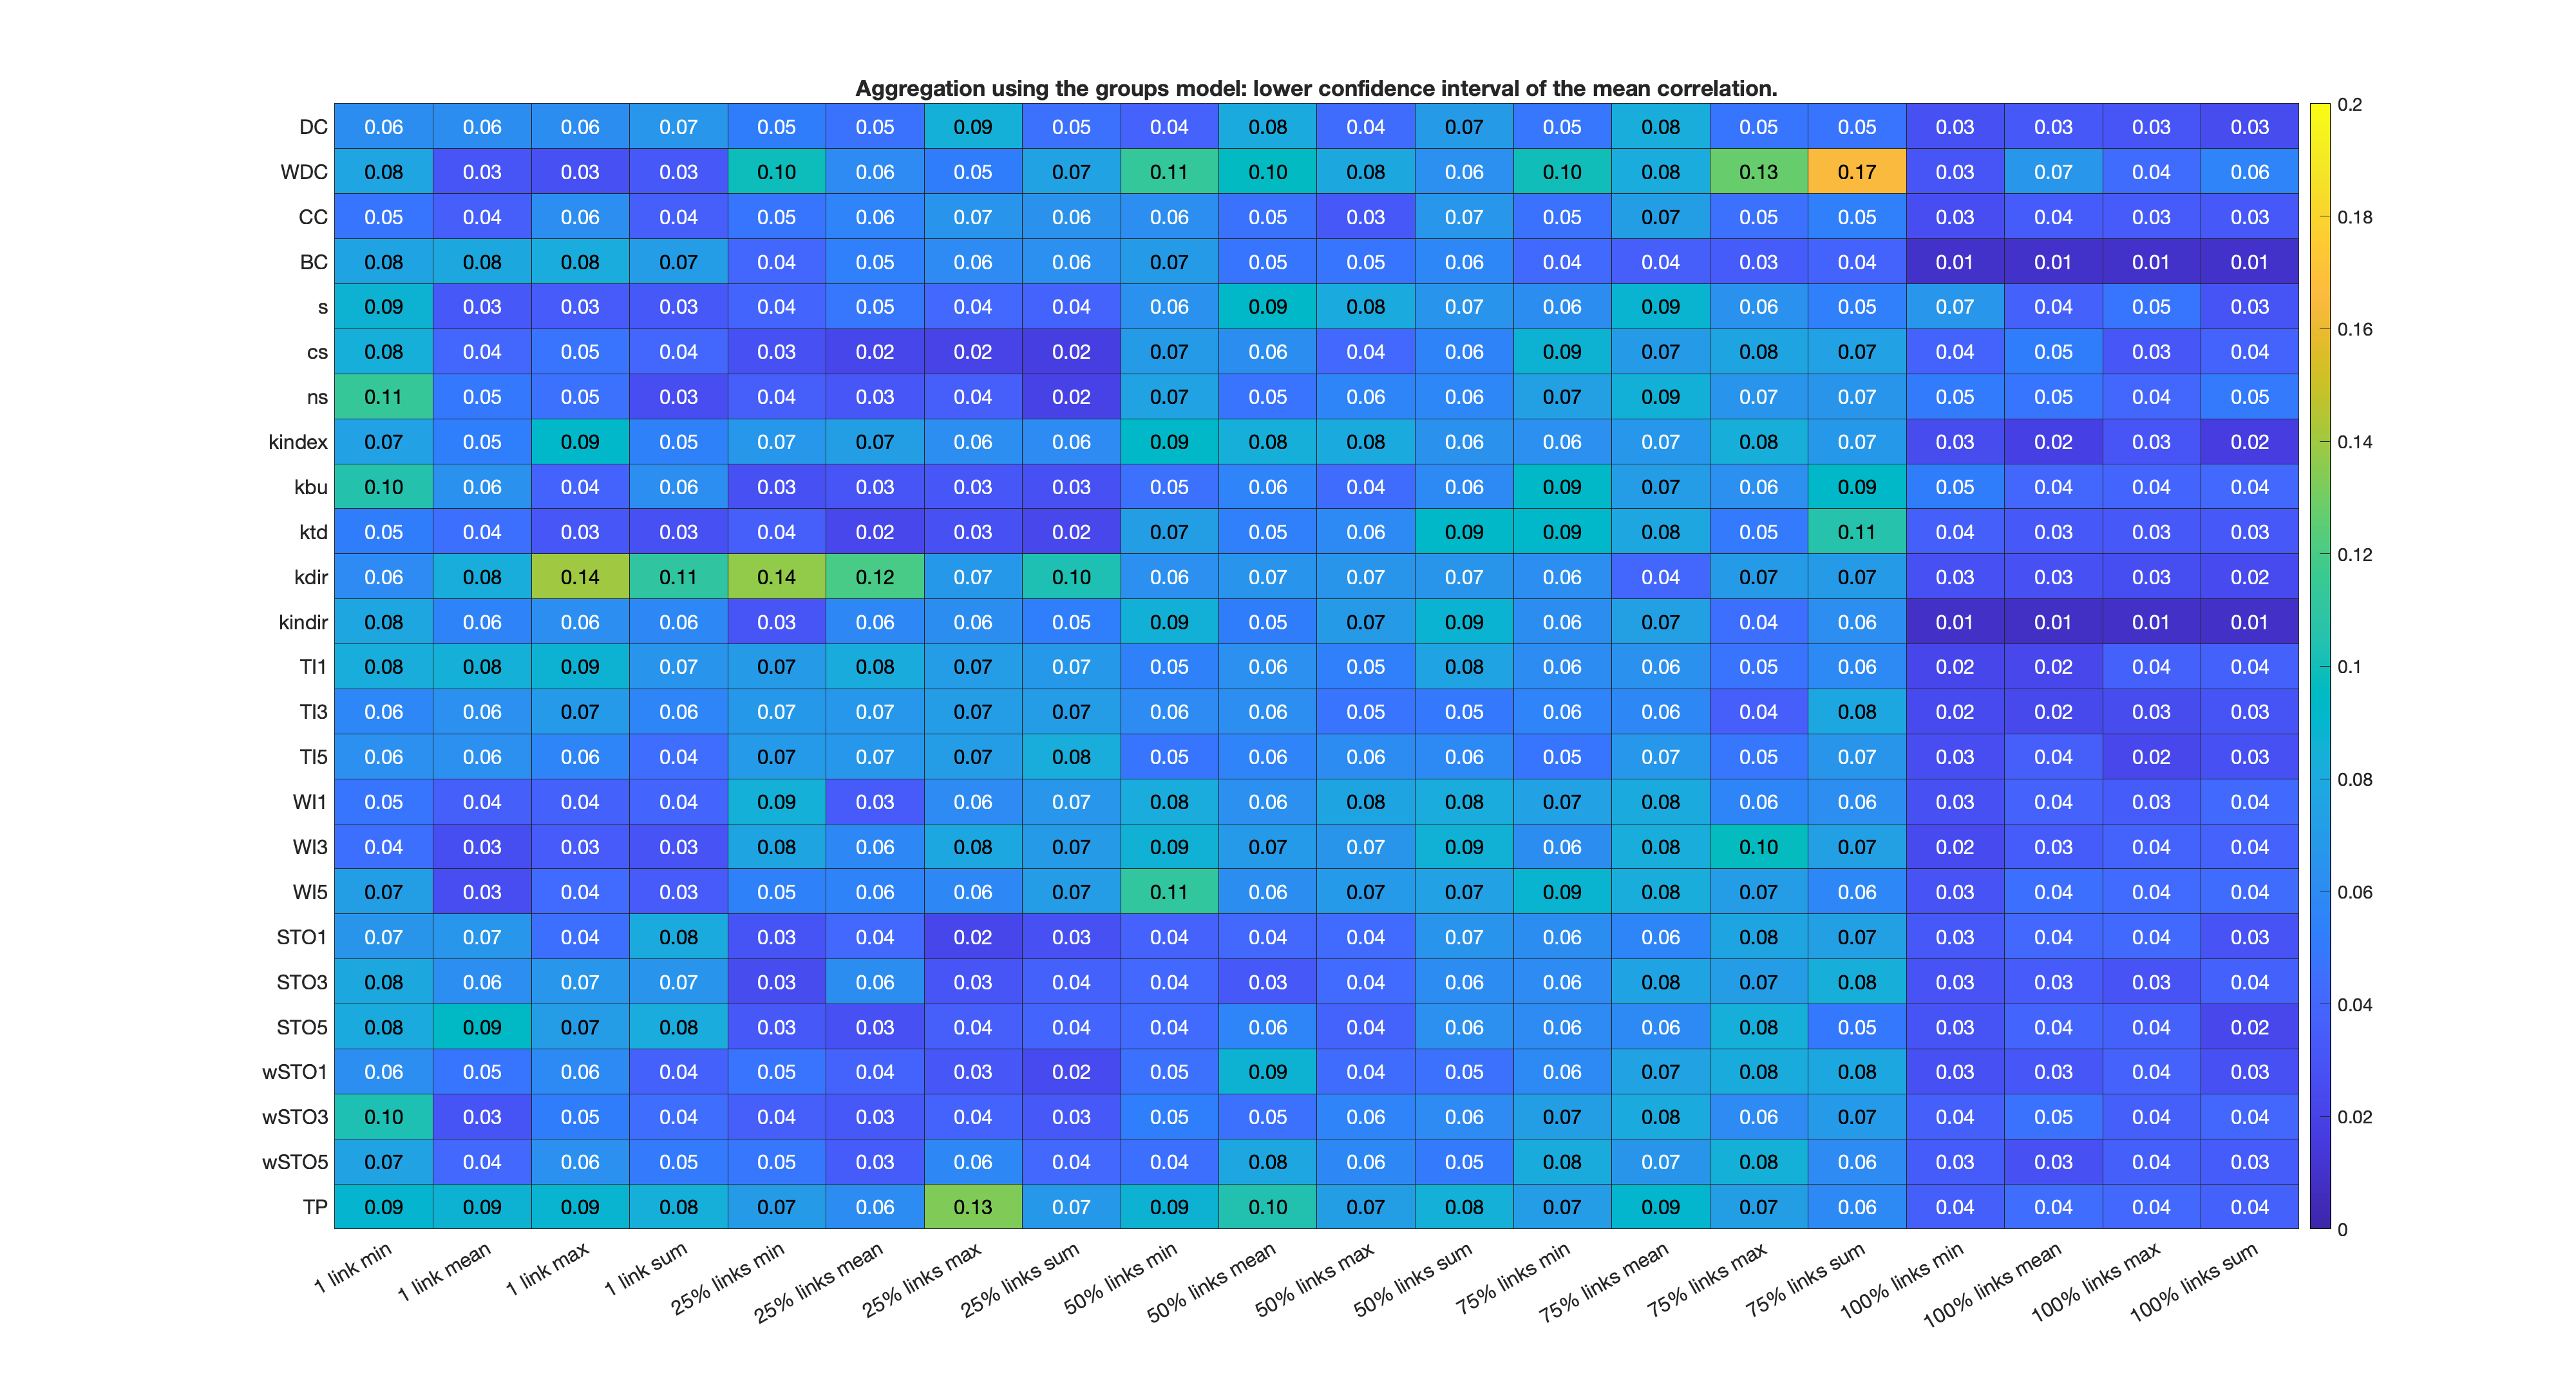 Aggregation using the groups model: lower confidence interval of the mean correlation.
DC 0.06 0.06 0.06 0.07 0.05 0.05 0.09 0.05 0.04 0.08 0.04 0.07 0.05 0.08 0.05 0.05 0.03 0.03 0.03 0.03
WDC 0.08 0.03 0.03 0.03 0.10 0.06 0.05 0.07 0.11 0.10 0.08 0.06 0.10 0.08 0.13 0.17 0.03 0.07 0.04 0.06
CC 0.05 0.04 0.06 0.04 0.05 0.06 0.07 0.06 0.06 0.05 0.03 0.07 0.05 0.07 0.05 0.05 0.03 0.04 0.03 0.03
BC 0.08 0.08 0.08 0.07 0.04 0.05 0.06 0.06 0.07 0.05 0.05 0.06 0.04 0.04 0.03 0.04 0.01 0.01 0.01 0.01
s 0.09 0.03 0.03 0.03 0.04 0.05 0.04 0.04 0.06 0.09 0.08 0.07 0.06 0.09 0.06 0.05 0.07 0.04 0.05 0.03
cs 0.08 0.04 0.05 0.04 0.03 0.02 0.02 0.02 0.07 0.06 0.04 0.06 0.09 0.07 0.08 0.07 0.04 0.05 0.03 0.04
ns 0.11 0.05 0.05 0.03 0.04 0.03 0.04 0.02 0.07 0.05 0.06 0.06 0.07 0.09 0.07 0.07 0.05 0.05 0.04 0.05
kindex 0.07 0.05 0.09 0.05 0.07 0.07 0.06 0.06 0.09 0.08 0.08 0.06 0.06 0.07 0.08 0.07 0.03 0.02 0.03 0.02
kbu 0.10 0.06 0.04 0.06 0.03 0.03 0.03 0.03 0.05 0.06 0.04 0.06 0.09 0.07 0.06 0.09 0.05 0.04 0.04 0.04
ktd 0.05 0.04 0.03 0.03 0.04 0.02 0.03 0.02 0.07 0.05 0.06 0.09 0.09 0.08 0.05 0.11 0.04 0.03 0.03 0.03
kdir 0.06 0.08 0.14 0.11 0.14 0.12 0.07 0.10 0.06 0.07 0.07 0.07 0.06 0.04 0.07 0.07 0.03 0.03 0.03 0.02
kindir 0.08 0.06 0.06 0.06 0.03 0.06 0.06 0.05 0.09 0.05 0.07 0.09 0.06 0.07 0.04 0.06 0.01 0.01 0.01 0.01
TI1 0.08 0.08 0.09 0.07 0.07 0.08 0.07 0.07 0.05 0.06 0.05 0.08 0.06 0.06 0.05 0.06 0.02 0.02 0.04 0.04
TI3 0.06 0.06 0.07 0.06 0.07 0.07 0.07 0.07 0.06 0.06 0.05 0.05 0.06 0.06 0.04 0.08 0.02 0.02 0.03 0.03
TI5 0.06 0.06 0.06 0.04 0.07 0.07 0.07 0.08 0.05 0.06 0.06 0.06 0.05 0.07 0.05 0.07 0.03 0.04 0.02 0.03
WI1 0.05 0.04 0.04 0.04 0.09 0.03 0.06 0.07 0.08 0.06 0.08 0.08 0.07 0.08 0.06 0.06 0.03 0.04 0.03 0.04
WI3 0.04 0.03 0.03 0.03 0.08 0.06 0.08 0.07 0.09 0.07 0.07 0.09 0.06 0.08 0.10 0.07 0.02 0.03 0.04 0.04
WI5 0.07 0.03 0.04 0.03 0.05 0.06 0.06 0.07 0.11 0.06 0.07 0.07 0.09 0.08 0.07 0.06 0.03 0.04 0.04 0.04
STO1 0.07 0.07 0.04 0.08 0.03 0.04 0.02 0.03 0.04 0.04 0.04 0.07 0.06 0.06 0.08 0.07 0.03 0.04 0.04 0.03
STO3 0.08 0.06 0.07 0.07 0.03 0.06 0.03 0.04 0.04 0.03 0.04 0.06 0.06 0.08 0.07 0.08 0.03 0.03 0.03 0.04
STO5 0.08 0.09 0.07 0.08 0.03 0.03 0.04 0.04 0.04 0.06 0.04 0.06 0.06 0.06 0.08 0.05 0.03 0.04 0.04 0.02
wSTO1 0.06 0.05 0.06 0.04 0.05 0.04 0.03 0.02 0.05 0.09 0.04 0.05 0.06 0.07 0.08 0.08 0.03 0.03 0.04 0.03
wSTO3 0.10 0.03 0.05 0.04 0.04 0.03 0.04 0.03 0.05 0.05 0.06 0.06 0.07 0.08 0.06 0.07 0.04 0.05 0.04 0.04
wSTO5 0.07 0.04 0.06 0.05 0.05 0.03 0.06 0.04 0.04 0.08 0.06 0.05 0.08 0.07 0.08 0.06 0.03 0.03 0.04 0.03
TP 0.09 0.09 0.09 0.08 0.07 0.06 0.13 0.07 0.09 0.10 0.07 0.08 0.07 0.09 0.07 0.06 0.04 0.04 0.04 0.04
1 link min
1 link mean
1 link max
1 link sum
25% links min
25% links mean
25% links max
25% links sum
50% links min
50% links mean
50% links max
50% links sum
75% links min
75% links mean
75% links max
75% links sum
100% links min
100% links mean
100% links max
100% links sum
0.2
0.18
0.16
0.14
0.12
0.1
0.08
0.06
0.04
0.02
0